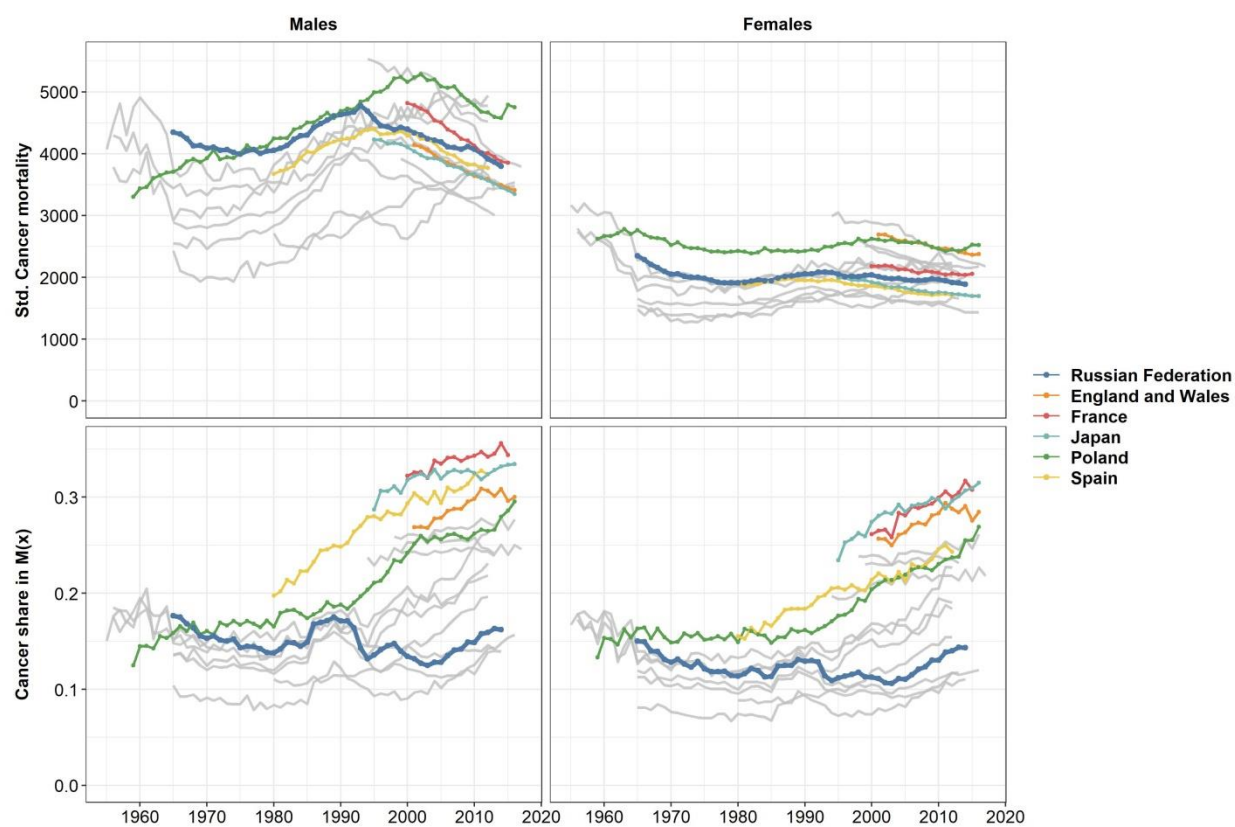 Males
Females
Std. Cancer mortality
5000
4000
3000
2000
1000
0
Russian Federation
England and Wales
France
Japan
Poland
Spain
Cancer share in M(x)
0.3
0.2
0.1
0.0
1960 1970 1980 1990 2000 2010 2020
1960 1970 1980 1990 2000 2010 2020